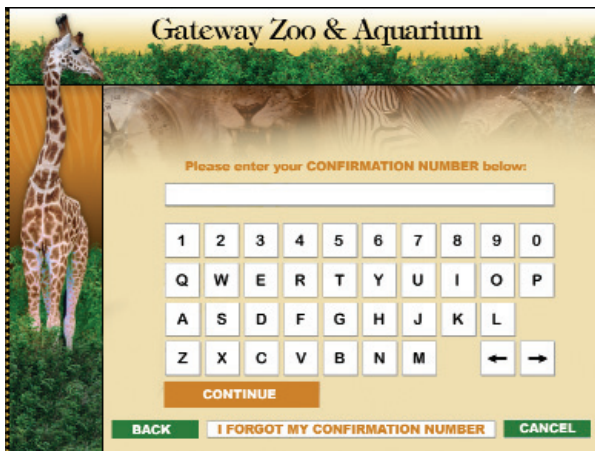 Gateway Zoo & Aquarium
Please enter your CONFIRMATION NUMBER below:
1 2 3 4 5 6 7 8 9 0
Q W E R T Y U I O P
A S D F G H J K L
Z X C V B N M ← →
CONTINUE
BACK I FORGOT MY CONFIRMATION NUMBER CANCEL